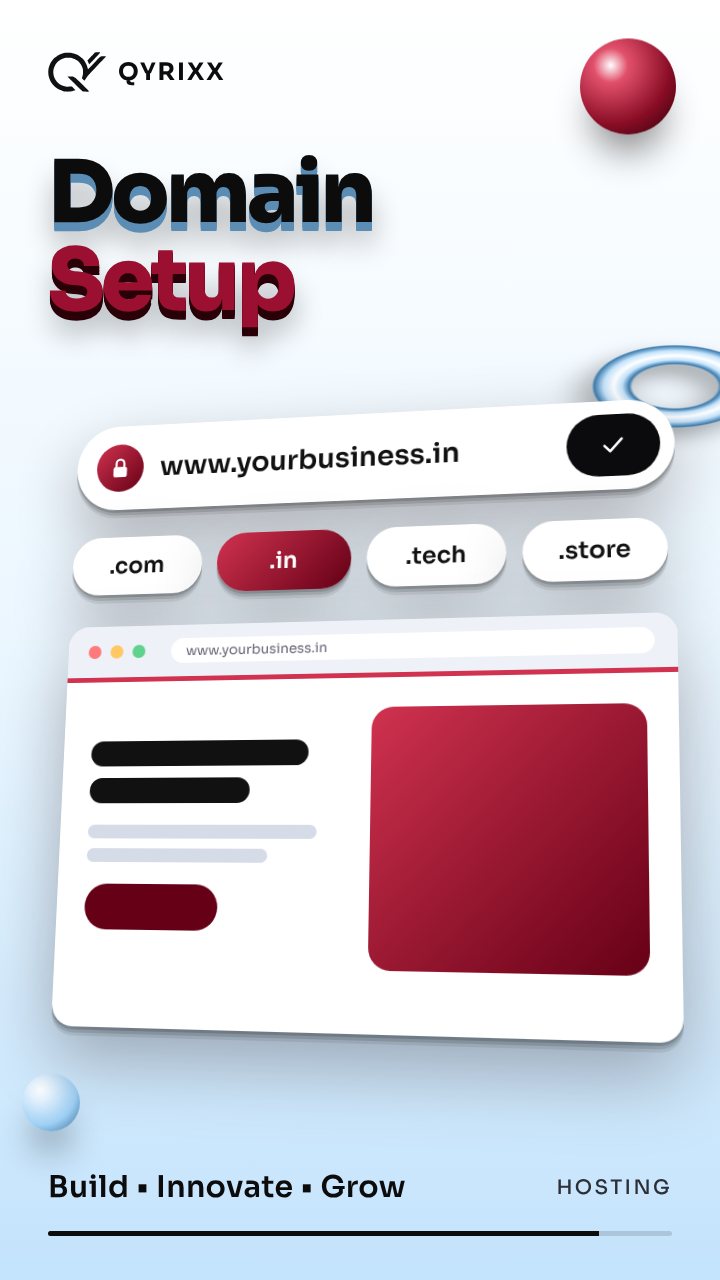 QYRIXX
Domain
Setup
www.yourbusiness.in
.com
.in
.tech
.store
www.yourbusiness.in
Build ▪ Innovate ▪ Grow
HOSTING